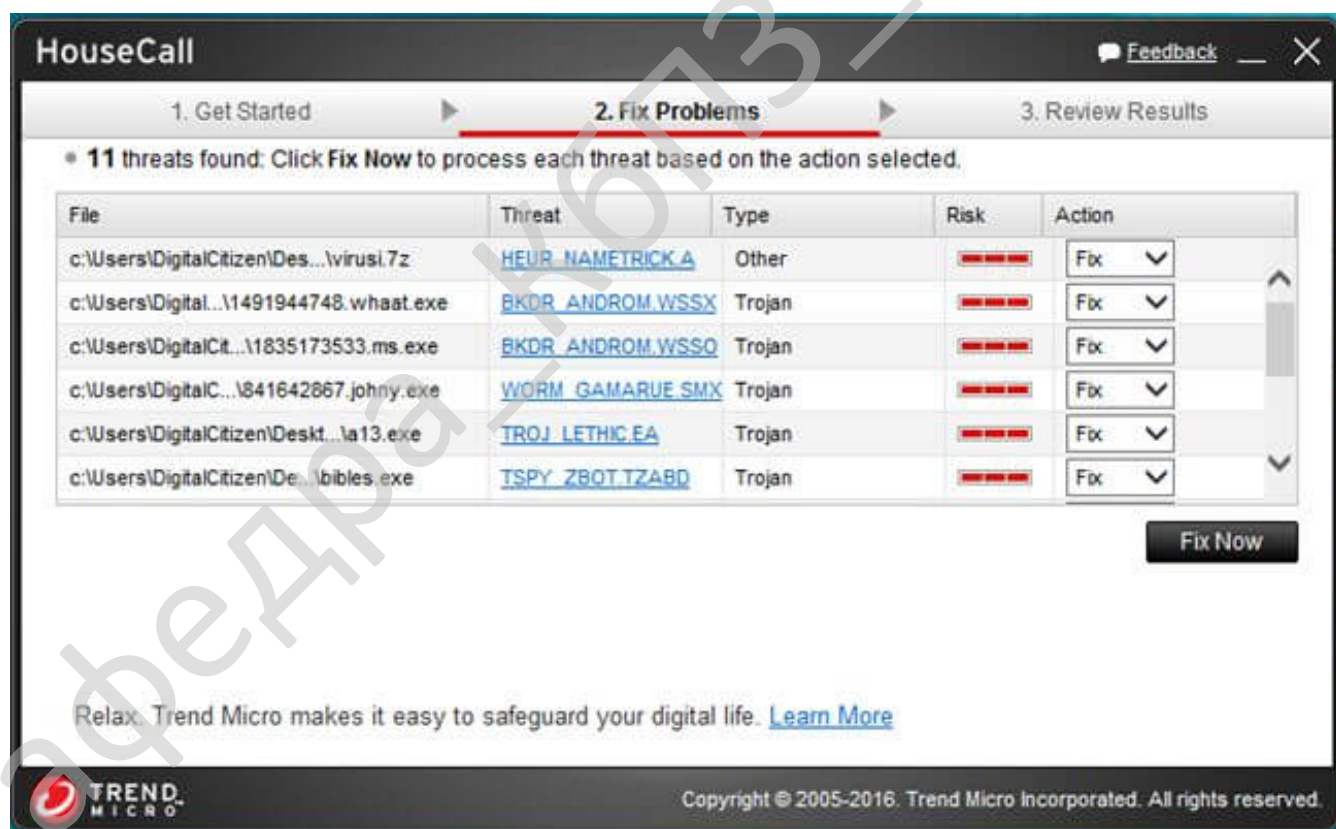 HouseCall Feedback
1. Get Started 2. Fix Problems 3. Review Results
11 threats found: Click Fix Now to process each threat based on the action selected.
File Threat Type Risk Action
c:\Users\DigitalCitizen\Des...\virusi.7z HEUR_NAMETRICK.A Other Fix
c:\Users\Digital...\1491944748.whaat.exe BKDR_ANDROM.WSSX Trojan Fix
c:\Users\DigitalCit...\1835173533.ms.exe BKDR_ANDROM.WSSO Trojan Fix
c:\Users\DigitalC...\841642867.johny.exe WORM_GAMARUE.SMX Trojan Fix
c:\Users\DigitalCitizen\Deskt...\a13.exe TROJ_LETHIC.EA Trojan Fix
c:\Users\DigitalCitizen\De...\bibles.exe TSPY_ZBOT.TZABD Trojan Fix
Fix Now
Relax. Trend Micro makes it easy to safeguard your digital life. Learn More
TREND MICRO Copyright © 2005-2016. Trend Micro Incorporated. All rights reserved.
афедра_КбПЗ_